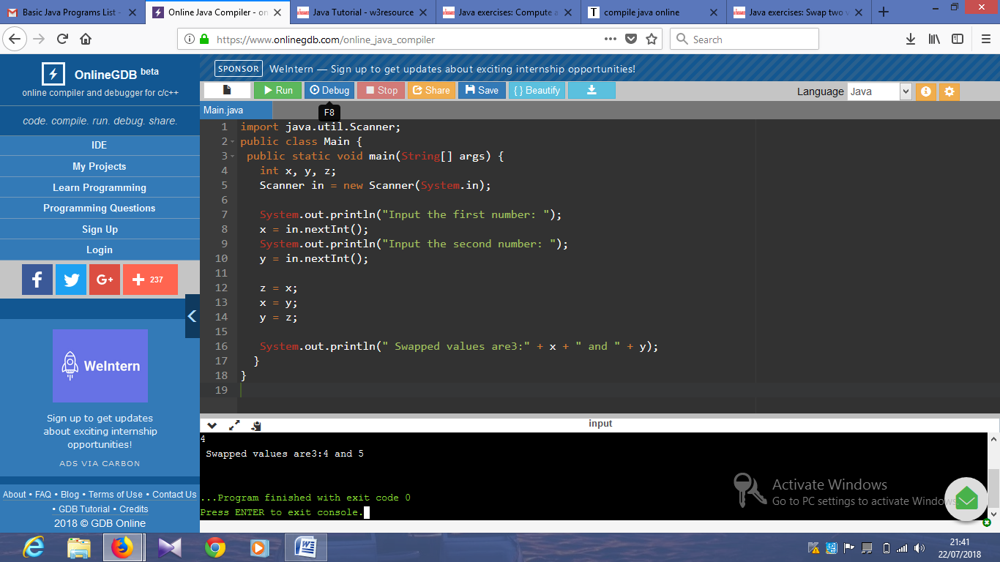 Basic Java Programs List -
Online Java Compiler - on
Java Tutorial - w3resource
Java exercises: Compute a
compile java online
Java exercises: Swap two v
https://www.onlinegdb.com/online_java_compiler
Search
OnlineGDB beta
online compiler and debugger for c/c++
code. compile. run. debug. share.
IDE
My Projects
Learn Programming
Programming Questions
Sign Up
Login
237
WeIntern
Sign up to get updates
about exciting internship
opportunities!
ADS VIA CARBON
About • FAQ • Blog • Terms of Use • Contact Us
• GDB Tutorial • Credits
2018 © GDB Online
SPONSOR WeIntern — Sign up to get updates about exciting internship opportunities!
Run Debug Stop Share Save { } Beautify
Language Java
F8
Main.java
1 import java.util.Scanner;
2 public class Main {
3 public static void main(String[] args) {
4 int x, y, z;
5 Scanner in = new Scanner(System.in);
6
7 System.out.println("Input the first number: ");
8 x = in.nextInt();
9 System.out.println("Input the second number: ");
10 y = in.nextInt();
11
12 z = x;
13 x = y;
14 y = z;
15
16 System.out.println(" Swapped values are3:" + x + " and " + y);
17 }
18 }
19
input
4
Swapped values are3:4 and 5
...Program finished with exit code 0
Press ENTER to exit console.
Activate Windows
Go to PC settings to activate Windows.
21:41
22/07/2018